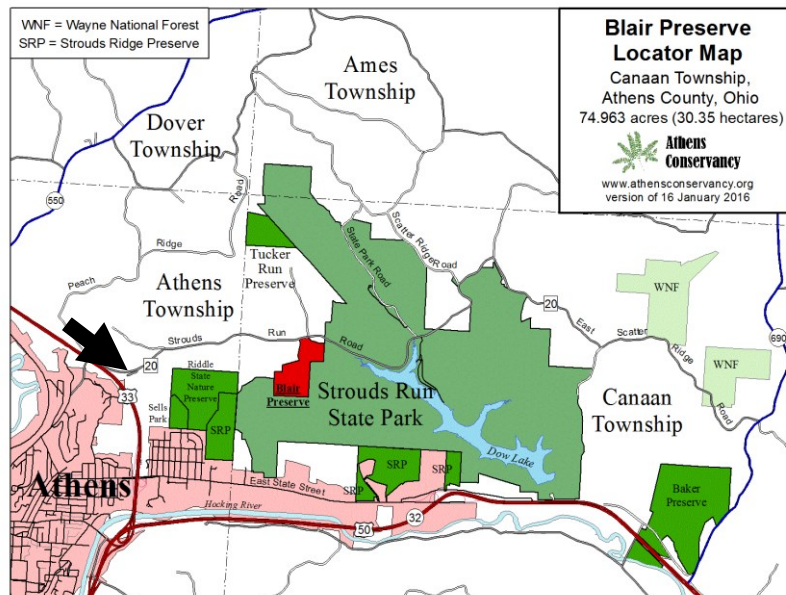 WNF = Wayne National Forest
SRP = Strouds Ridge Preserve
Blair Preserve
Locator Map
Canaan Township,
Athens County, Ohio
74.963 acres (30.35 hectares)
Athens
Conservancy
www.athensconservancy.org
version of 16 January 2016
Ames
Township
Dover
Township
550
Road
Ridge
Peach
Tucker
Run
Preserve
State Park Road
Scatter Ridge Road
Athens
Township
20
East
Scatter
Ridge
Road
WNF
WNF
690
Strouds
Run
Road
20
33
Riddle
State
Nature
Preserve
Sells
Park
SRP
Blair
Preserve
Strouds Run
State Park
Canaan
Township
Dow Lake
SRP
SRP
SRP
Athens
East State Street
Hocking River
50
32
Baker
Preserve